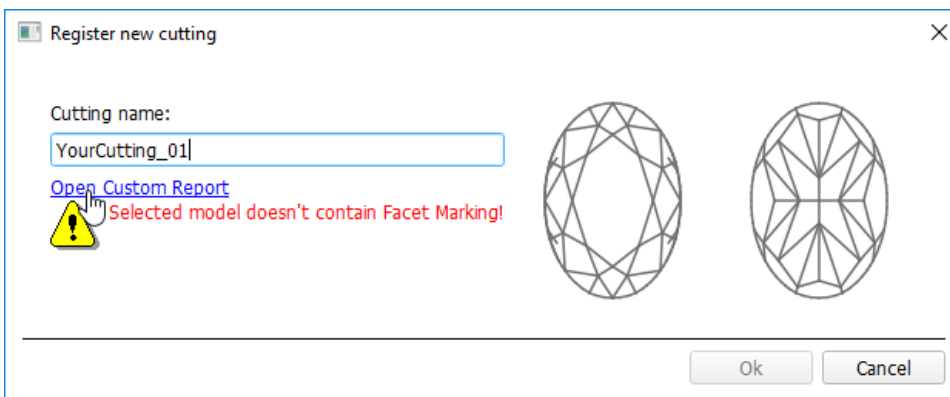 Register new cutting
Cutting name:
YourCutting_01
Open Custom Report
Selected model doesn't contain Facet Marking!
Ok
Cancel